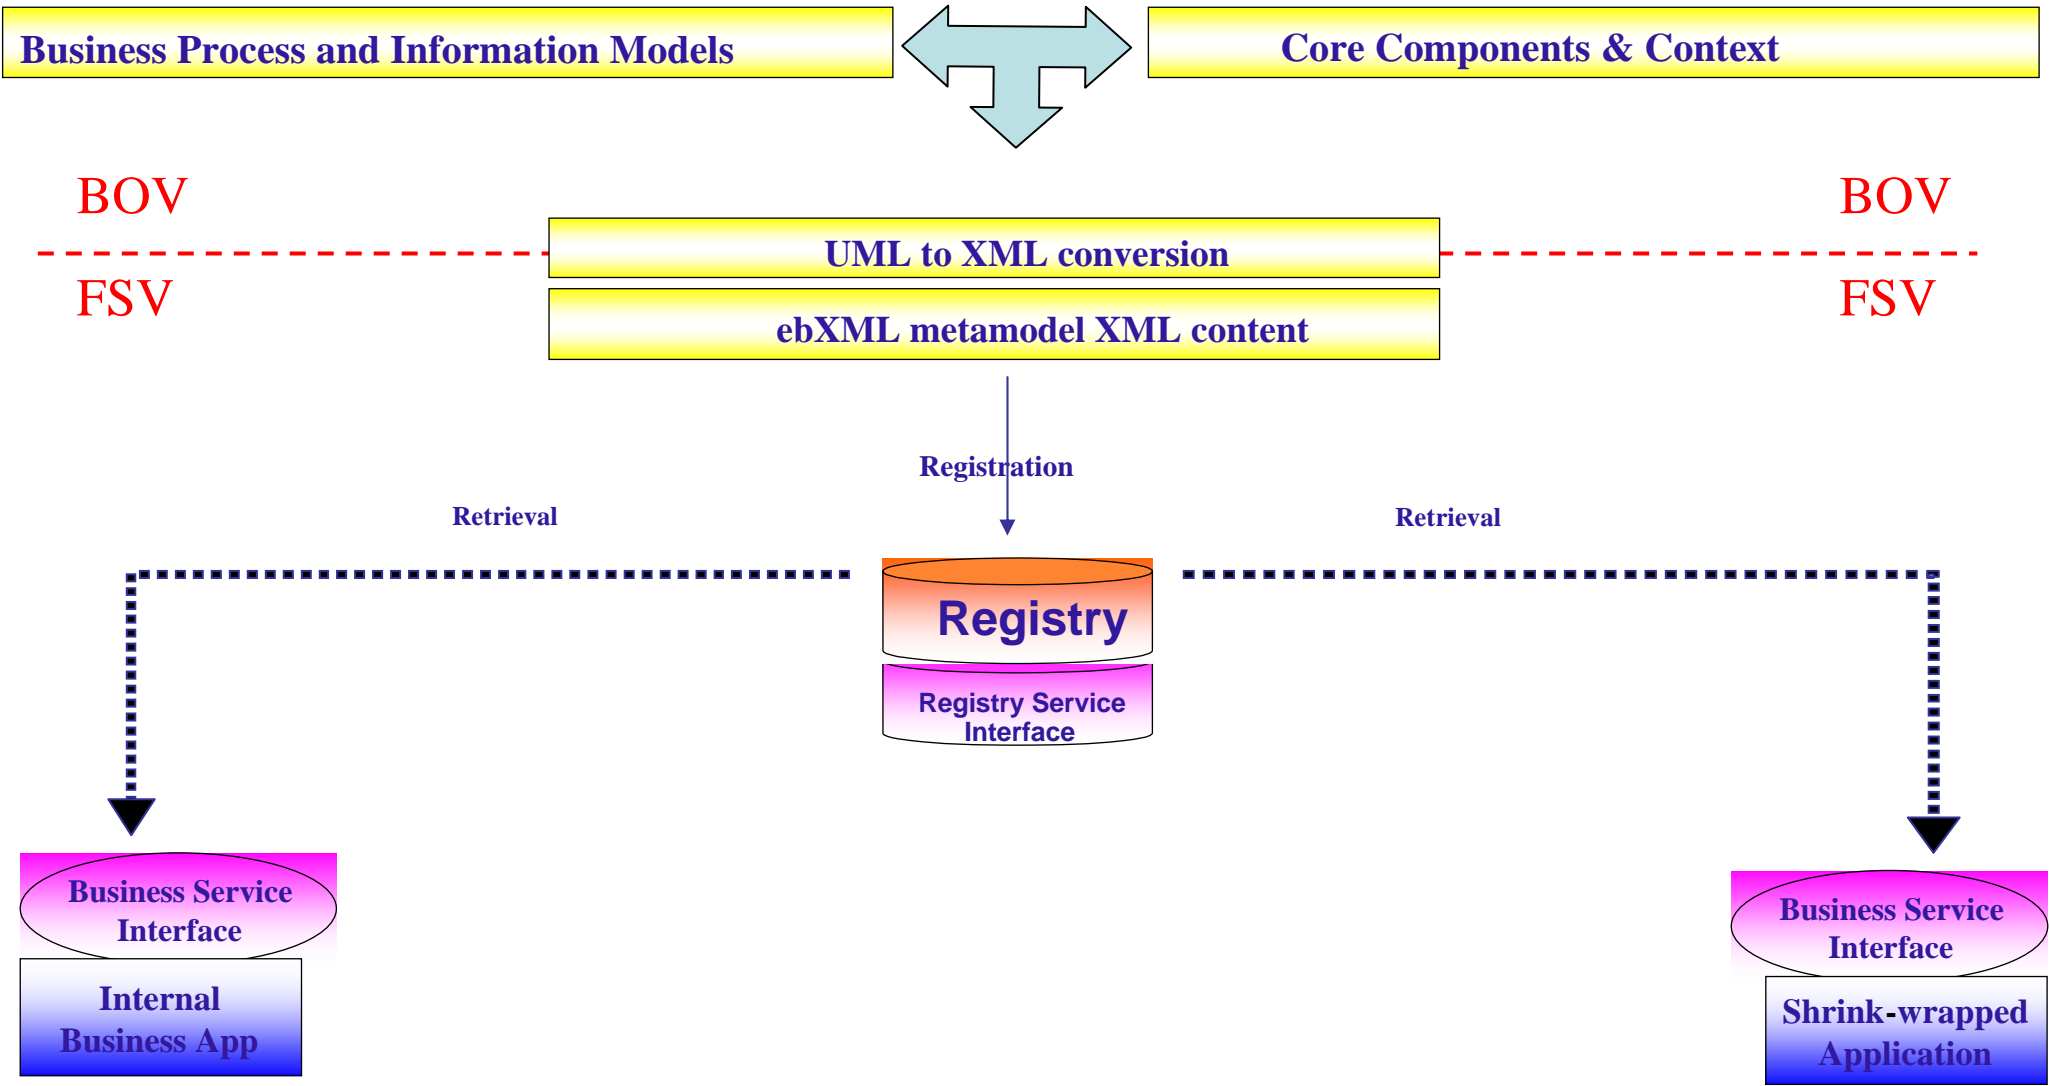 Business Process and Information Models
Core Components & Context
BOV
BOV
UML to XML conversion
FSV
FSV
ebXML metamodel XML content
Registration
Retrieval
Retrieval
Registry
Registry Service
Interface
Business Service
Interface
Internal
Business App
Business Service
Interface
Shrink-wrapped
Application